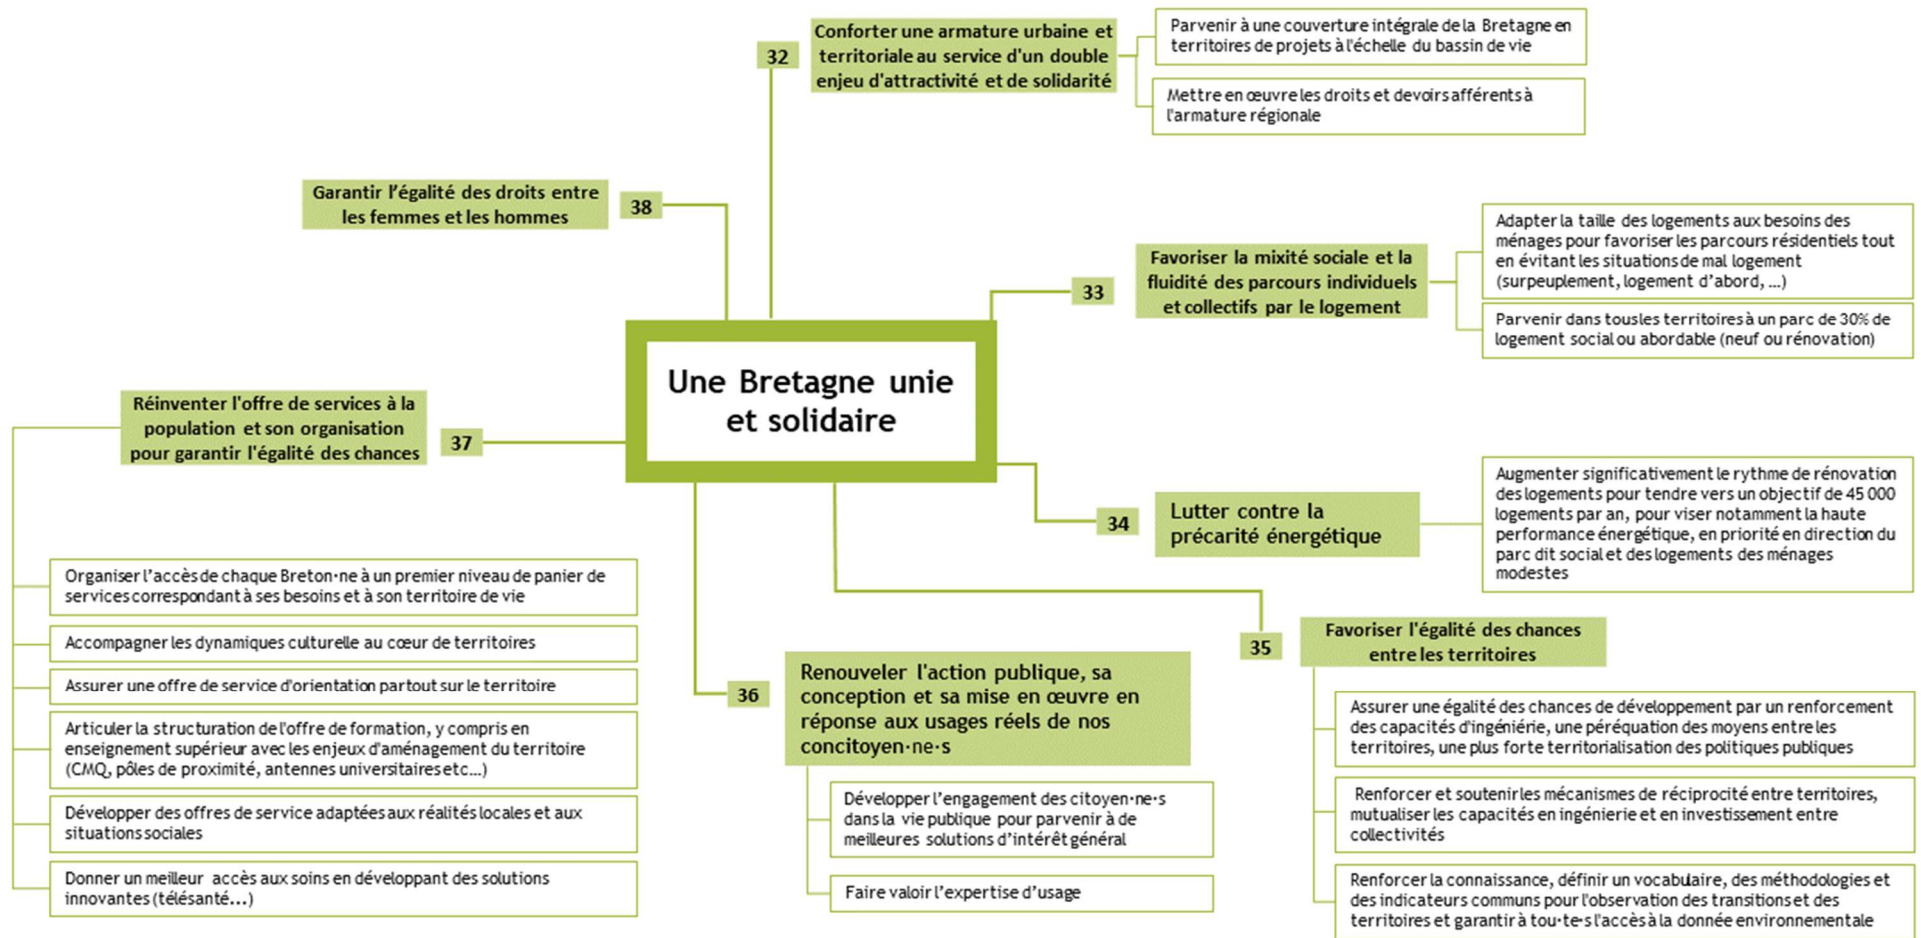 32
Conforter une armature urbaine et
territoriale au service d'un double
enjeu d'attractivité et de solidarité
Parvenir à une couverture intégrale de la Bretagne en
territoires de projets à l'échelle du bassin de vie
Mettre en œuvre les droits et devoirs afférents à
l'armature régionale
Garantir l’égalité des droits entre
les femmes et les hommes
38
33
Favoriser la mixité sociale et la
fluidité des parcours individuels
et collectifs par le logement
Adapter la taille des logements aux besoins des
ménages pour favoriser les parcours résidentiels tout
en évitant les situations de mal logement
(surpeuplement, logement d’abord, …)
Parvenir dans tous les territoires à un parc de 30% de
logement social ou abordable (neuf ou rénovation)
Une Bretagne unie
et solidaire
Réinventer l'offre de services à la
population et son organisation
pour garantir l'égalité des chances
37
34
Lutter contre la
précarité énergétique
Augmenter significativement le rythme de rénovation
des logements pour tendre vers un objectif de 45 000
logements par an, pour viser notamment la haute
performance énergétique, en priorité en direction du
parc dit social et des logements des ménages
modestes
Organiser l’accès de chaque Breton·ne à un premier niveau de panier de
services correspondant à ses besoins et à son territoire de vie
Accompagner les dynamiques culturelle au cœur de territoires
Assurer une offre de service d'orientation partout sur le territoire
Articuler la structuration de l'offre de formation, y compris en
enseignement supérieur avec les enjeux d'aménagement du territoire
(CMQ, pôles de proximité, antennes universitaires etc…)
Développer des offres de service adaptées aux réalités locales et aux
situations sociales
Donner un meilleur accès aux soins en développant des solutions
innovantes (télésanté...)
36
Renouveler l'action publique, sa
conception et sa mise en œuvre en
réponse aux usages réels de nos
concitoyen·ne·s
Développer l’engagement des citoyen·ne·s
dans la vie publique pour parvenir à de
meilleures solutions d’intérêt général
Faire valoir l’expertise d’usage
35
Favoriser l'égalité des chances
entre les territoires
Assurer une égalité des chances de développement par un renforcement
des capacités d'ingéniérie, une péréquation des moyens entre les
territoires, une plus forte territorialisation des politiques publiques
Renforcer et soutenir les mécanismes de réciprocité entre territoires,
mutualiser les capacités en ingénierie et en investissement entre
collectivités
Renforcer la connaissance, définir un vocabulaire, des méthodologies et
des indicateurs communs pour l'observation des transitions et des
territoires et garantir à tou·te·s l'accès à la donnée environnementale